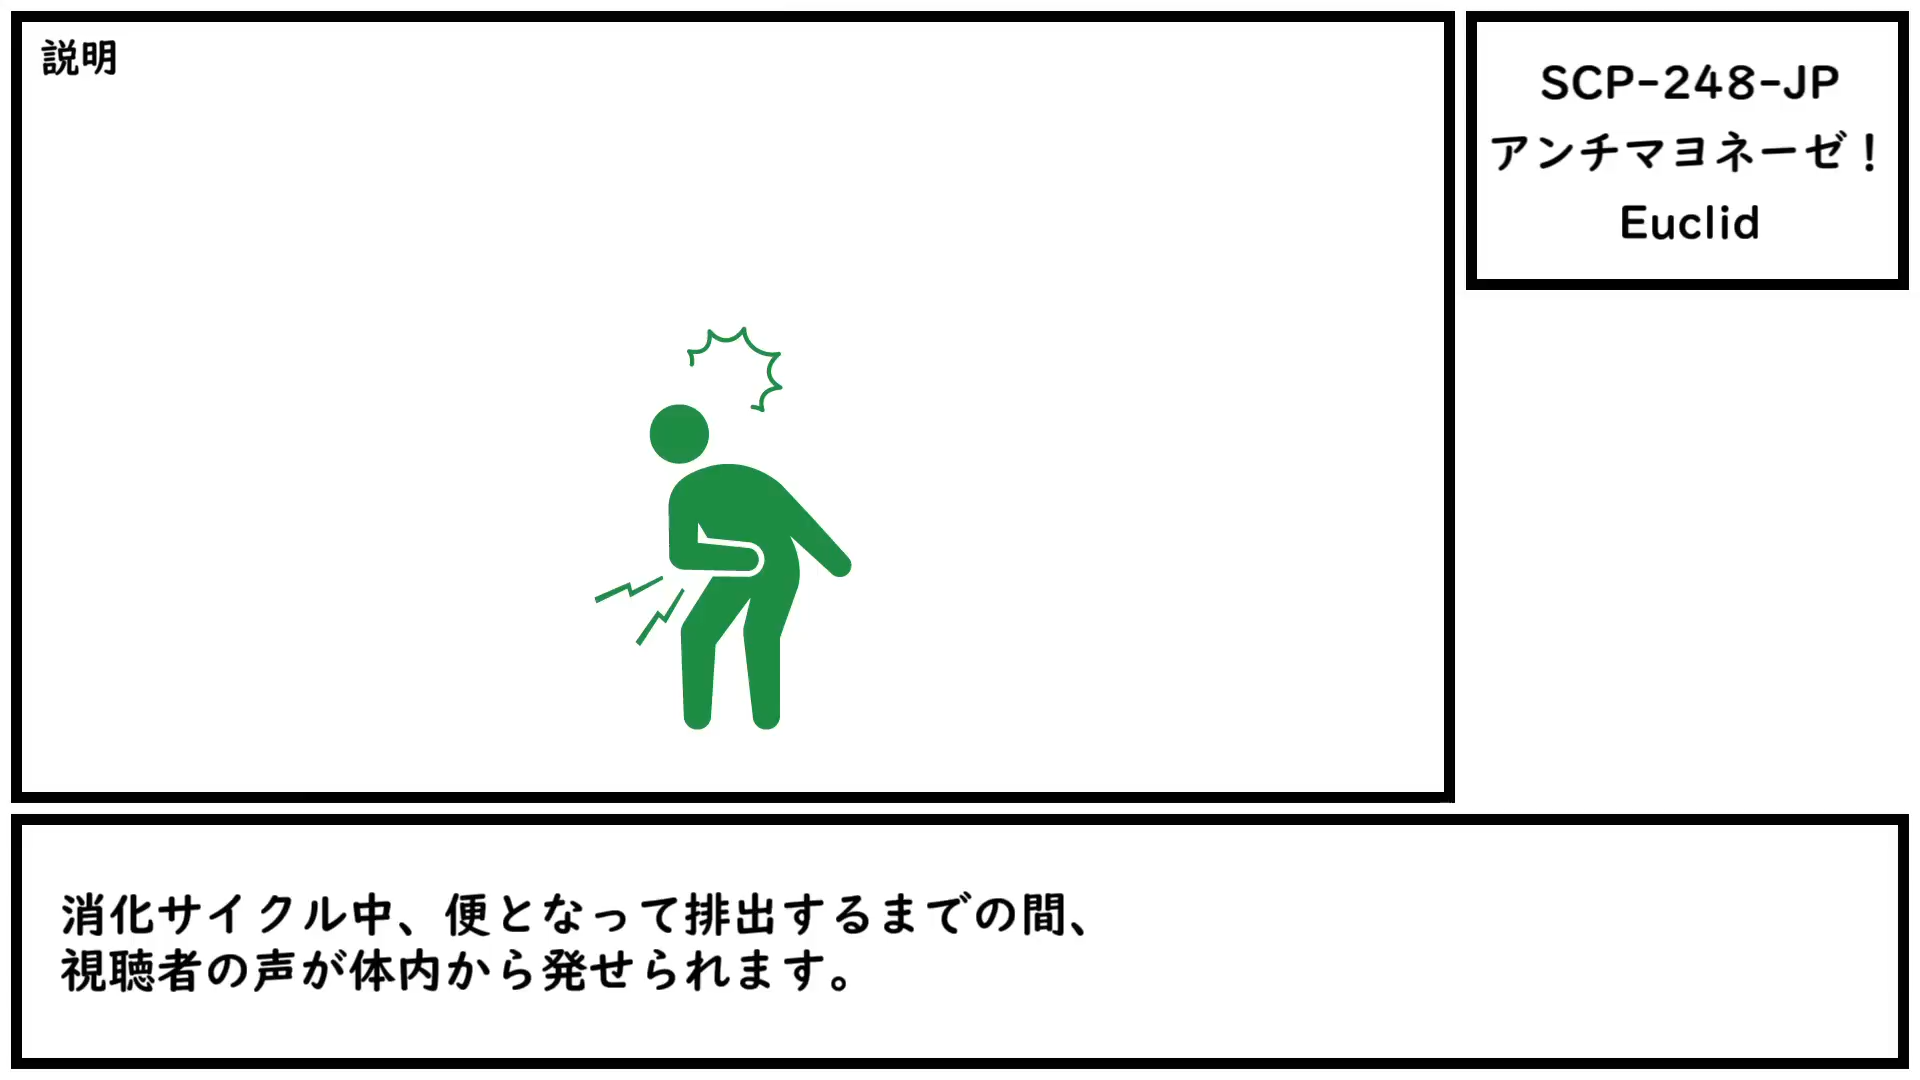 説明
SCP-248-JP
アンチマヨネーゼ！
Euclid
消化サイクル中、便となって排出するまでの間、
視聴者の声が体内から発せられます。